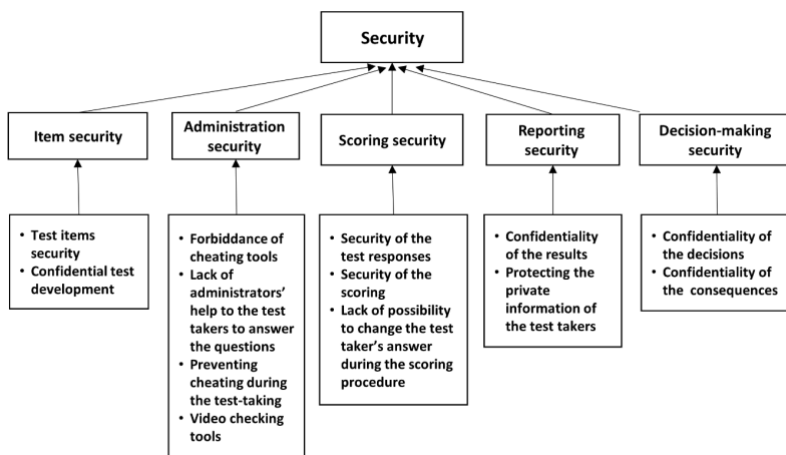 Security
Item security
Administration
security
Scoring security
Reporting
security
Decision-making
security
• Test items
security
• Confidential test
development
• Forbiddance of
cheating tools
• Lack of
administrators'
help to the test
takers to answer
the questions
• Preventing
cheating during
the test-taking
• Video checking
tools
• Security of the
test responses
• Security of the
scoring
• Lack of possibility
to change the test
taker's answer
during the scoring
procedure
• Confidentiality
of the results
• Protecting the
private
information of
the test takers
• Confidentiality of
the decisions
• Confidentiality of
the consequences